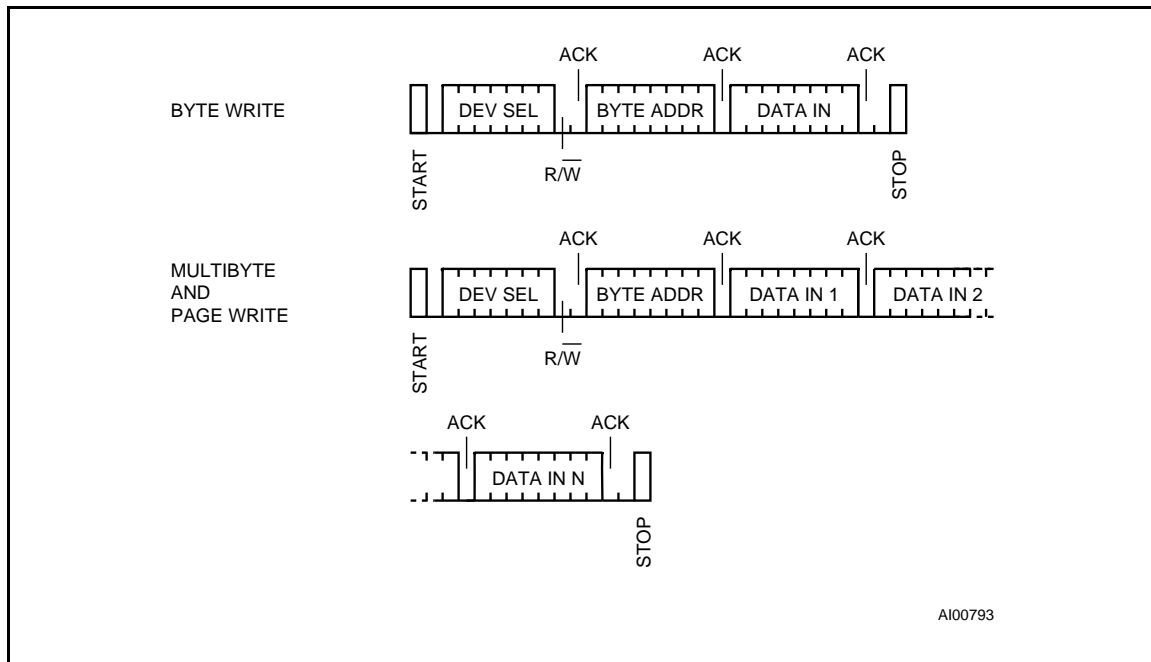 ACK ACK ACK
BYTE WRITE DEV SEL BYTE ADDR DATA IN
R/W̅
START STOP
ACK ACK ACK
MULTIBYTE
AND
PAGE WRITE
DEV SEL BYTE ADDR DATA IN 1 DATA IN 2
R/W̅
START
ACK ACK
DATA IN N
STOP
AI00793